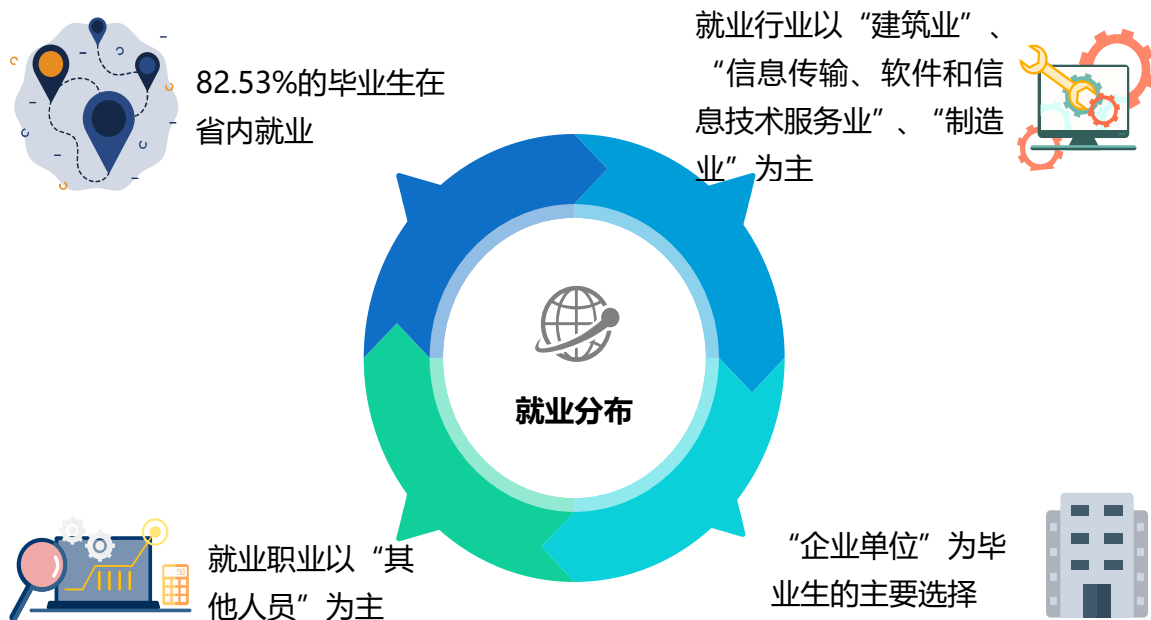 82.53%的毕业生在
省内就业
就业行业以“建筑业”、
“信息传输、软件和信
息技术服务业”、“制造
业”为主
就业分布
就业职业以“其
他人员”为主
“企业单位”为毕
业生的主要选择